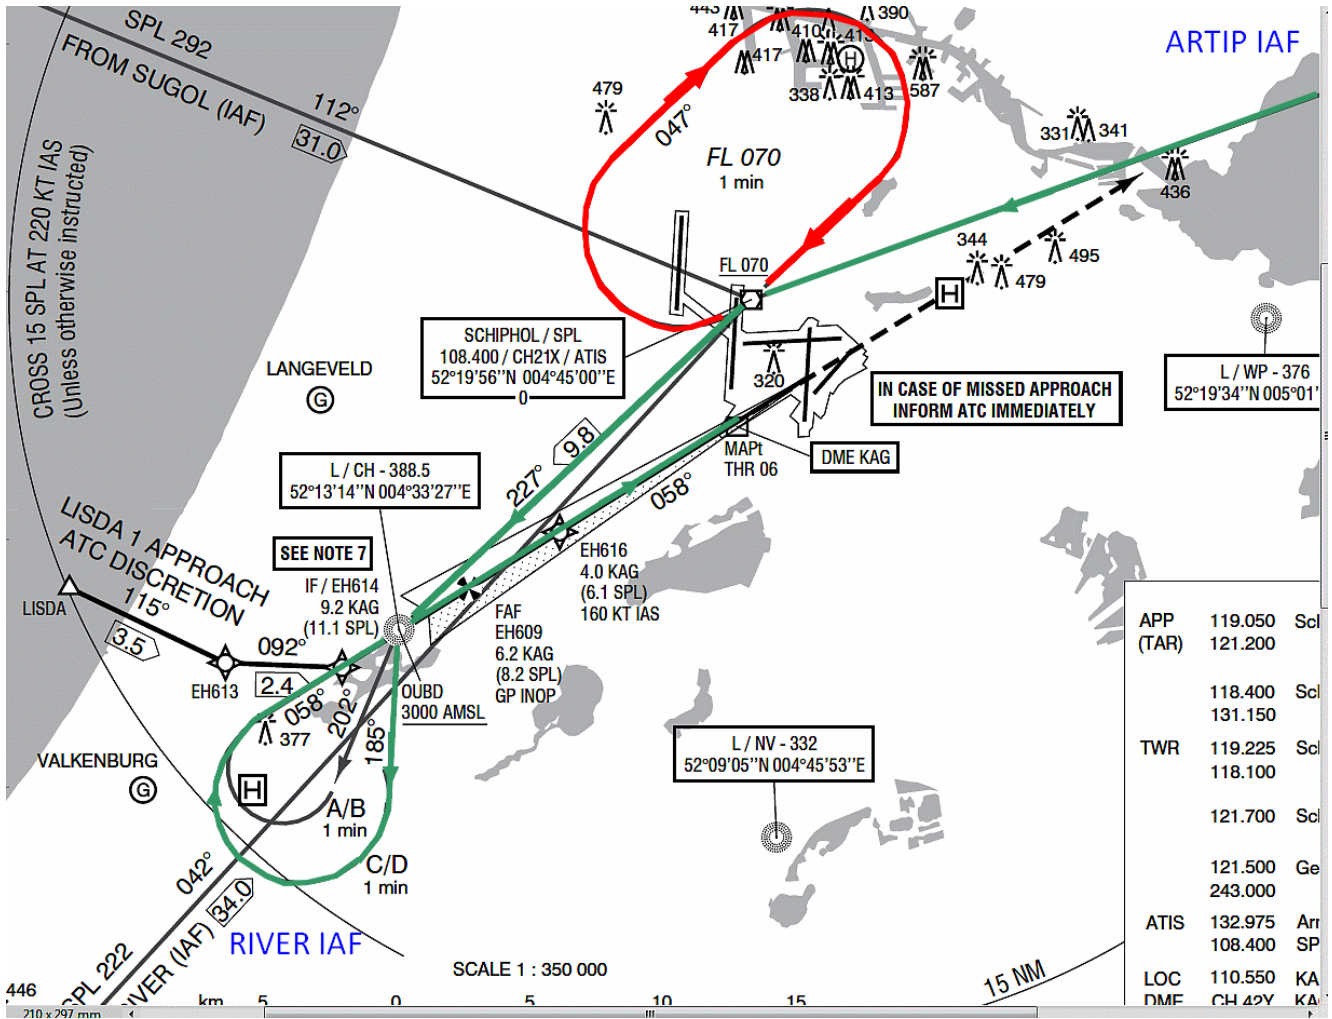 SPL 292
FROM SUGOL (IAF)
112°
31.0
CROSS 15 SPL AT 220 KT IAS
(Unless otherwise instructed)
443
417
417
410
413
390
338
413
587
479
047°
FL 070
1 min
ARTIP IAF
331
341
436
344
479
495
FL 070
SCHIPHOL / SPL
108.400 / CH21X / ATIS
52°19'56''N 004°45'00''E
0
320
LANGEVELD
G
H
H
IN CASE OF MISSED APPROACH
INFORM ATC IMMEDIATELY
L / WP - 376
52°19'34''N 005°01'
MAPt
THR 06
DME KAG
9.8
227°
058°
L / CH - 388.5
52°13'14''N 004°33'27''E
SEE NOTE 7
IF / EH614
9.2 KAG
(11.1 SPL)
LISDA 1 APPROACH
ATC DISCRETION
LISDA
115°
3.5
092°
2.4
EH613
EH616
4.0 KAG
(6.1 SPL)
160 KT IAS
FAF
EH609
6.2 KAG
(8.2 SPL)
GP INOP
OUBD
3000 AMSL
058°
202°
185°
377
VALKENBURG
G
H
A/B
1 min
C/D
1 min
L / NV - 332
52°09'05''N 004°45'53''E
042°
34.0
SPL 222
RIVER (IAF)
RIVER IAF
SCALE 1 : 350 000
446
km
5
0
5
10
15
15 NM
APP
119.050
(TAR)
121.200
118.400
131.150
TWR
119.225
118.100
121.700
121.500
243.000
ATIS
132.975
108.400
SP
LOC
110.550
KA
DME
CH 42Y
KA
210 x 297 mm